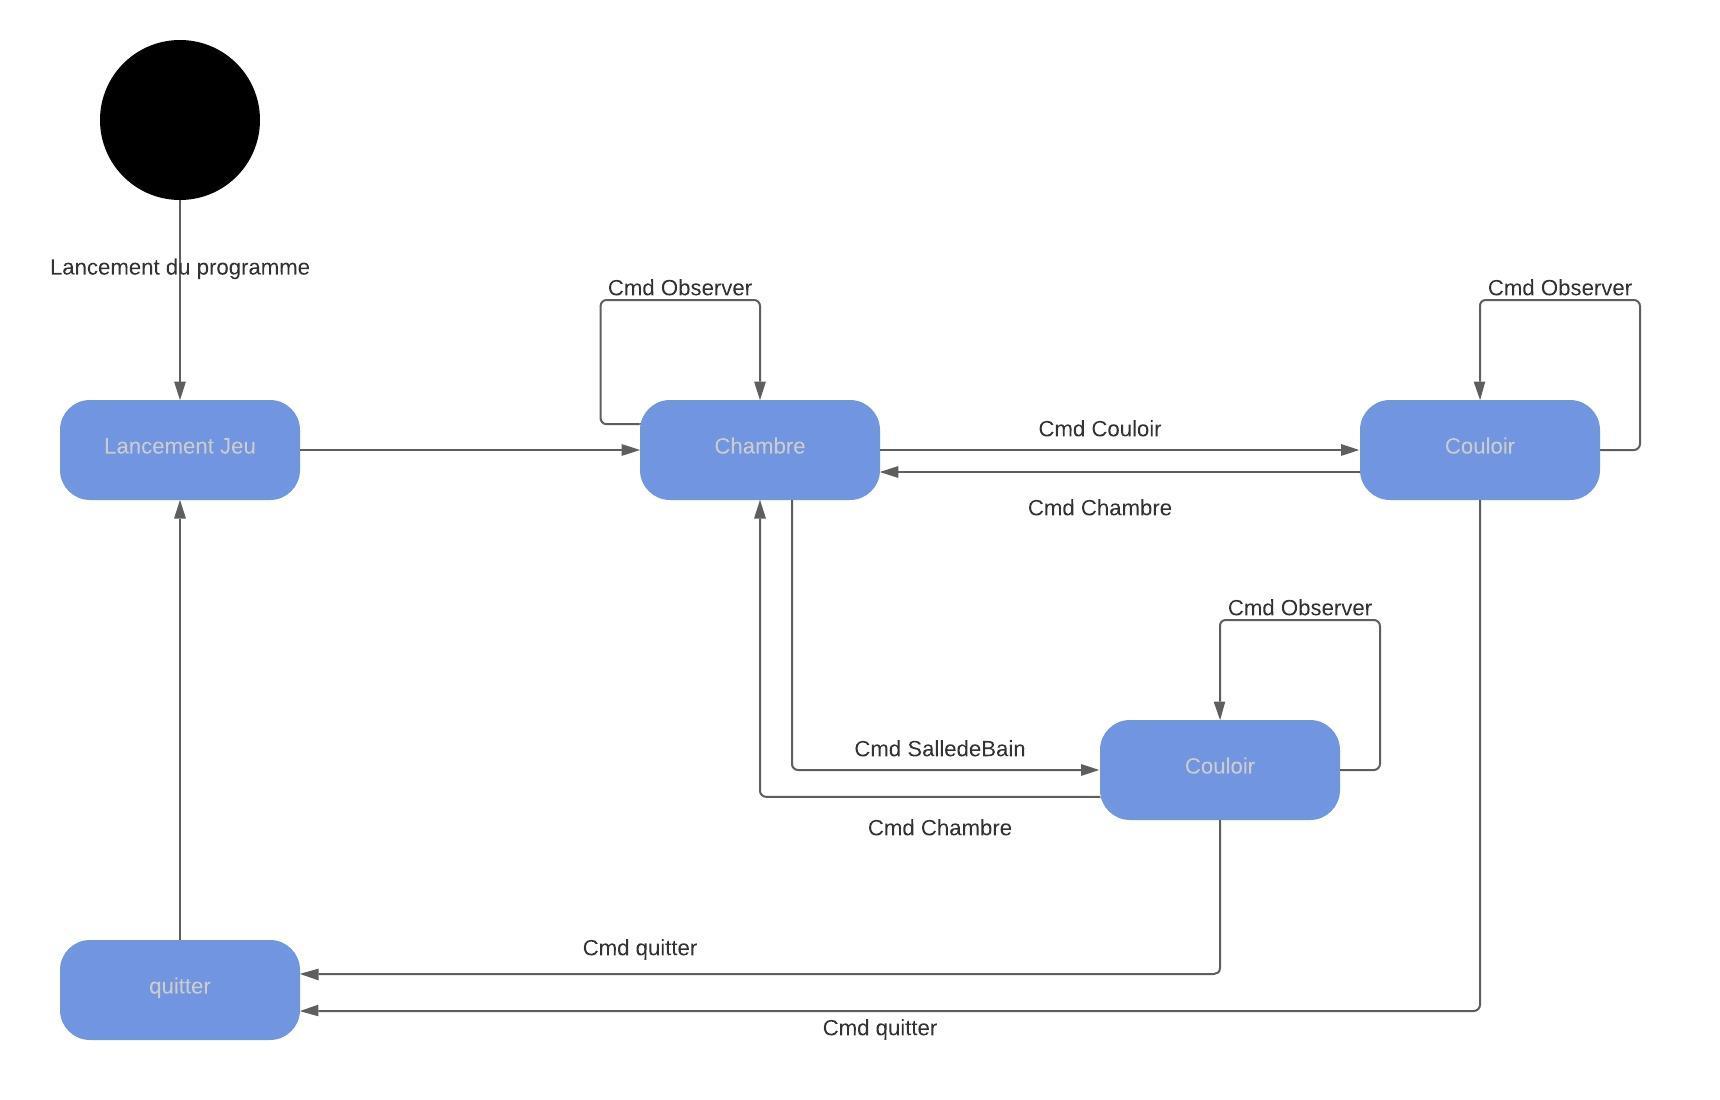 Lancement du programme
Cmd Observer
Cmd Observer
Lancement Jeu
Chambre
Cmd Couloir
Couloir
Cmd Chambre
Cmd Observer
Cmd SalledeBain
Couloir
Cmd Chambre
Cmd quitter
quitter
Cmd quitter